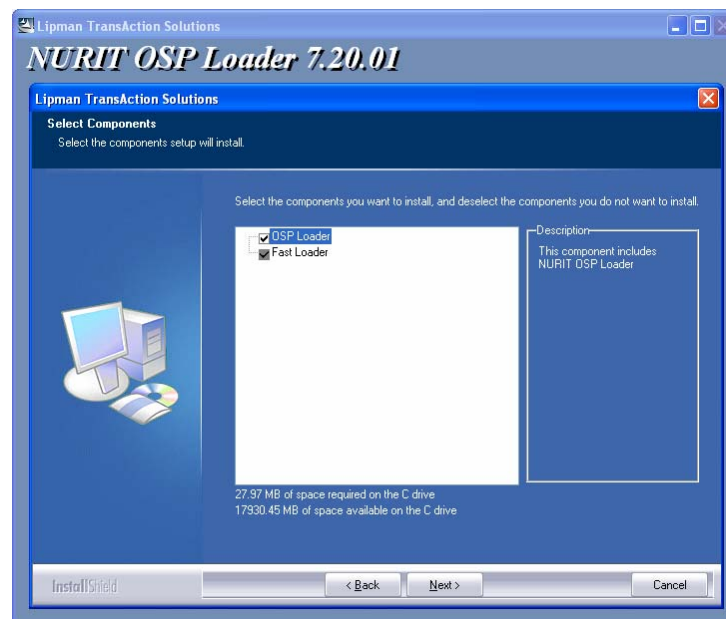 Lipman TransAction Solutions
NURIT OSP Loader 7.20.01
Lipman TransAction Solutions
Select Components
Select the components setup will install.
Select the components you want to install, and deselect the components you do not want to install.
OSP Loader
Fast Loader
Description
This component includes
NURIT OSP Loader
27.97 MB of space required on the C drive
17930.45 MB of space available on the C drive
InstallShield
< Back
Next >
Cancel